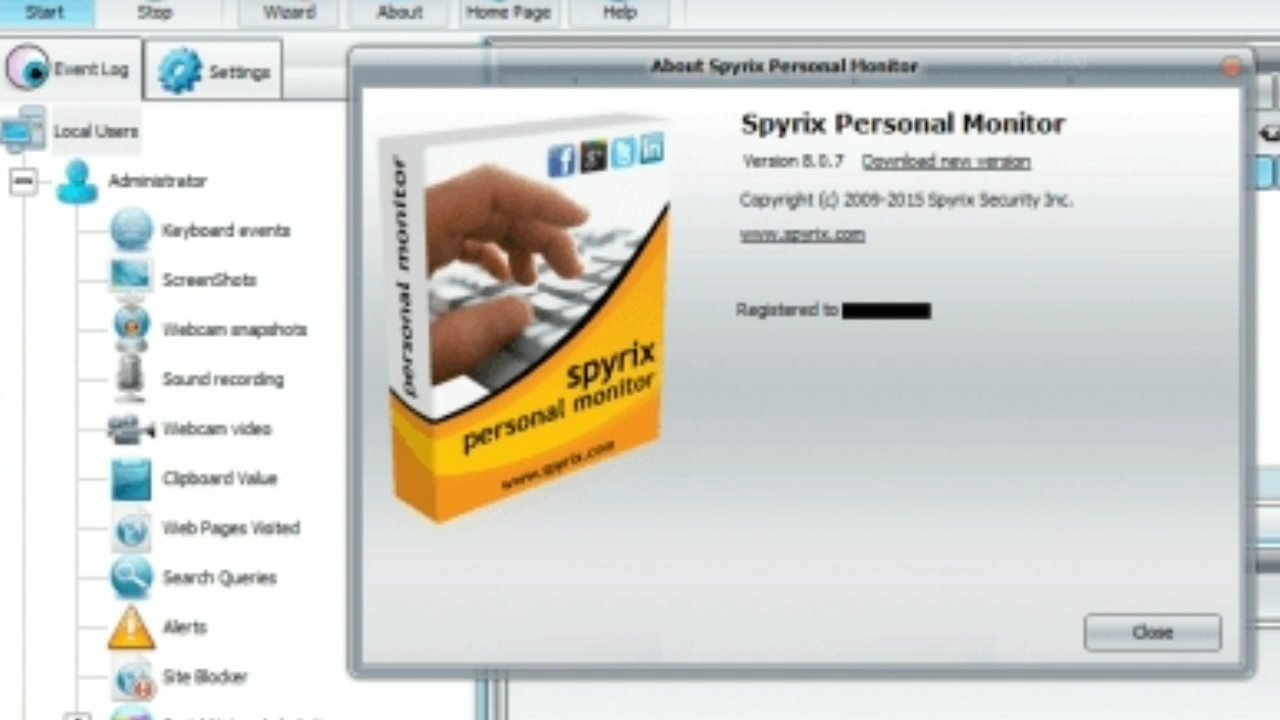 Start Stop Wizard About Home Page Help
Event Log Settings
Local Users
Administrator
Keyboard events
ScreenShots
Webcam snapshots
Sound recording
Webcam video
Clipboard Value
Web Pages Visited
Search Queries
Alerts
Site Blocker
About Spyrix Personal Monitor
personal monitor
spyrix
personal monitor
www.spyrix.com
Spyrix Personal Monitor
Version 8.0.7 Download new version
Copyright (c) 2009-2015 Spyrix Security Inc.
www.spyrix.com
Registered to
Close